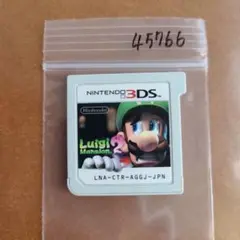 45766
NINTENDO 3DS
Nintendo
Luigi
Mansion 2
LNA-CTR-AGGJ-JPN